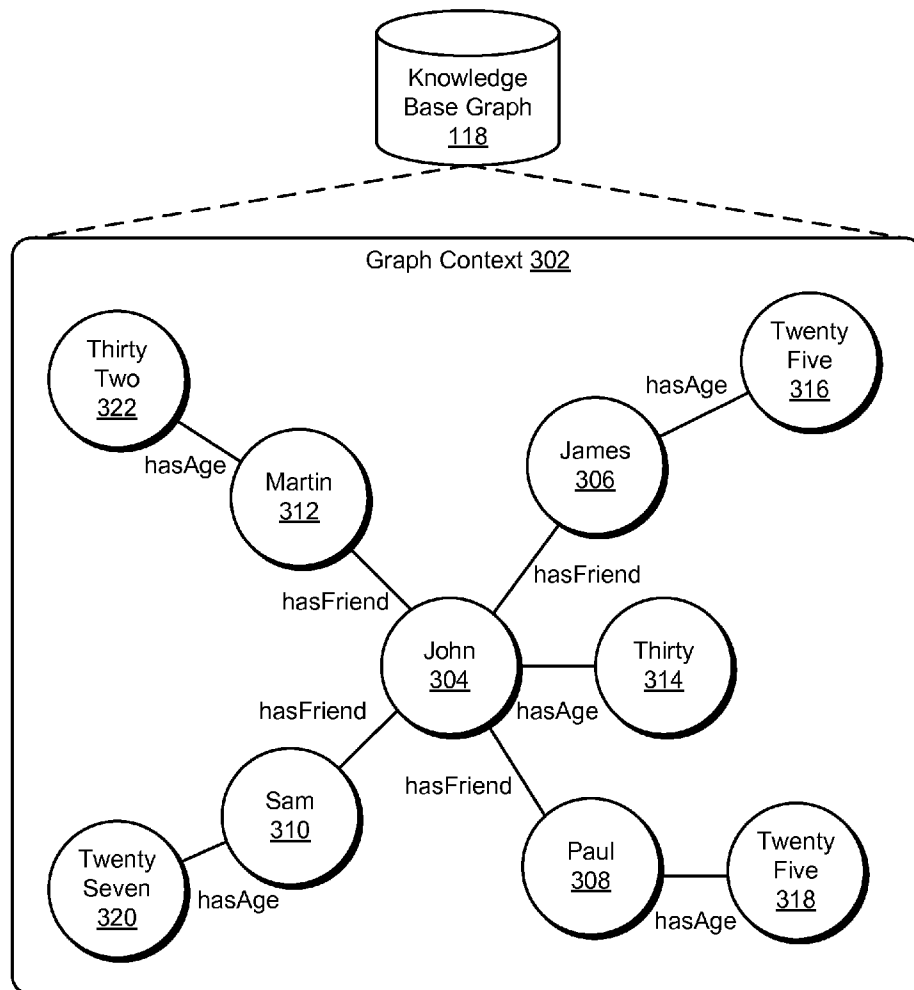 Knowledge
Base Graph
118
Graph Context 302
Thirty
Two
322
hasAge
Martin
312
hasFriend
Twenty
Five
316
hasAge
James
306
hasFriend
John
304
hasAge
Thirty
314
hasFriend
Sam
310
hasAge
Twenty
Seven
320
hasFriend
Paul
308
hasAge
Twenty
Five
318